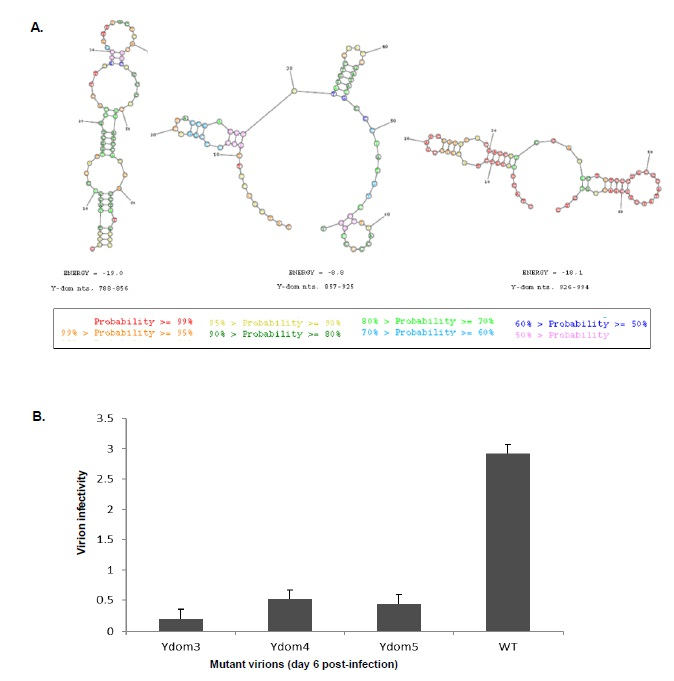 A.
ENERGY = -19.0
Y-dom nts. 788-856
ENERGY = -8.8
Y-dom nts. 857-925
ENERGY = -18.1
Y-dom nts. 926-994
Probability >= 99%
99% > Probability >= 95%
95% > Probability >= 90%
90% > Probability >= 80%
80% > Probability >= 70%
70% > Probability >= 60%
60% > Probability >= 50%
50% > Probability
B.
Virion infectivity
3.5
3
2.5
2
1.5
1
0.5
0
Ydom3 Ydom4 Ydom5 WT
Mutant virions (day 6 post-infection)